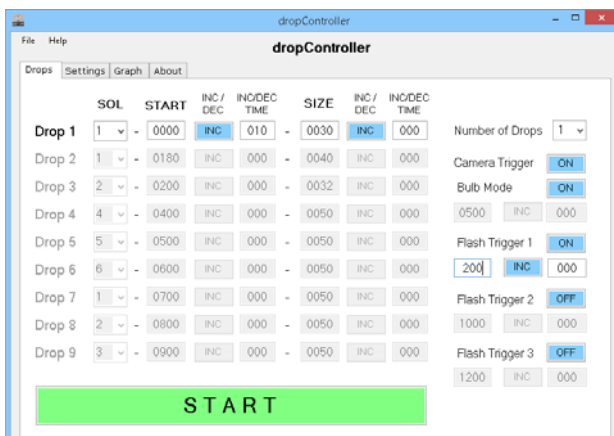 dropController
File Help
dropController
Drops Settings Graph About
SOL START INC / DEC INC/DEC TIME SIZE INC / DEC INC/DEC TIME
Drop 1 1 - 0000 INC 010 - 0030 INC 000 Number of Drops 1
Drop 2 1 - 0180 INC 000 - 0040 INC 000 Camera Trigger ON
Drop 3 2 - 0200 INC 000 - 0032 INC 000 Bulb Mode ON
Drop 4 4 - 0400 INC 000 - 0050 INC 000 0500 INC 000
Drop 5 5 - 0500 INC 000 - 0050 INC 000 Flash Trigger 1 ON
Drop 6 6 - 0600 INC 000 - 0050 INC 000 200 INC 000
Drop 7 1 - 0700 INC 000 - 0050 INC 000 Flash Trigger 2 OFF
Drop 8 2 - 0800 INC 000 - 0050 INC 000 1000 INC 000
Drop 9 3 - 0900 INC 000 - 0050 INC 000 Flash Trigger 3 OFF
1200 INC 000
START